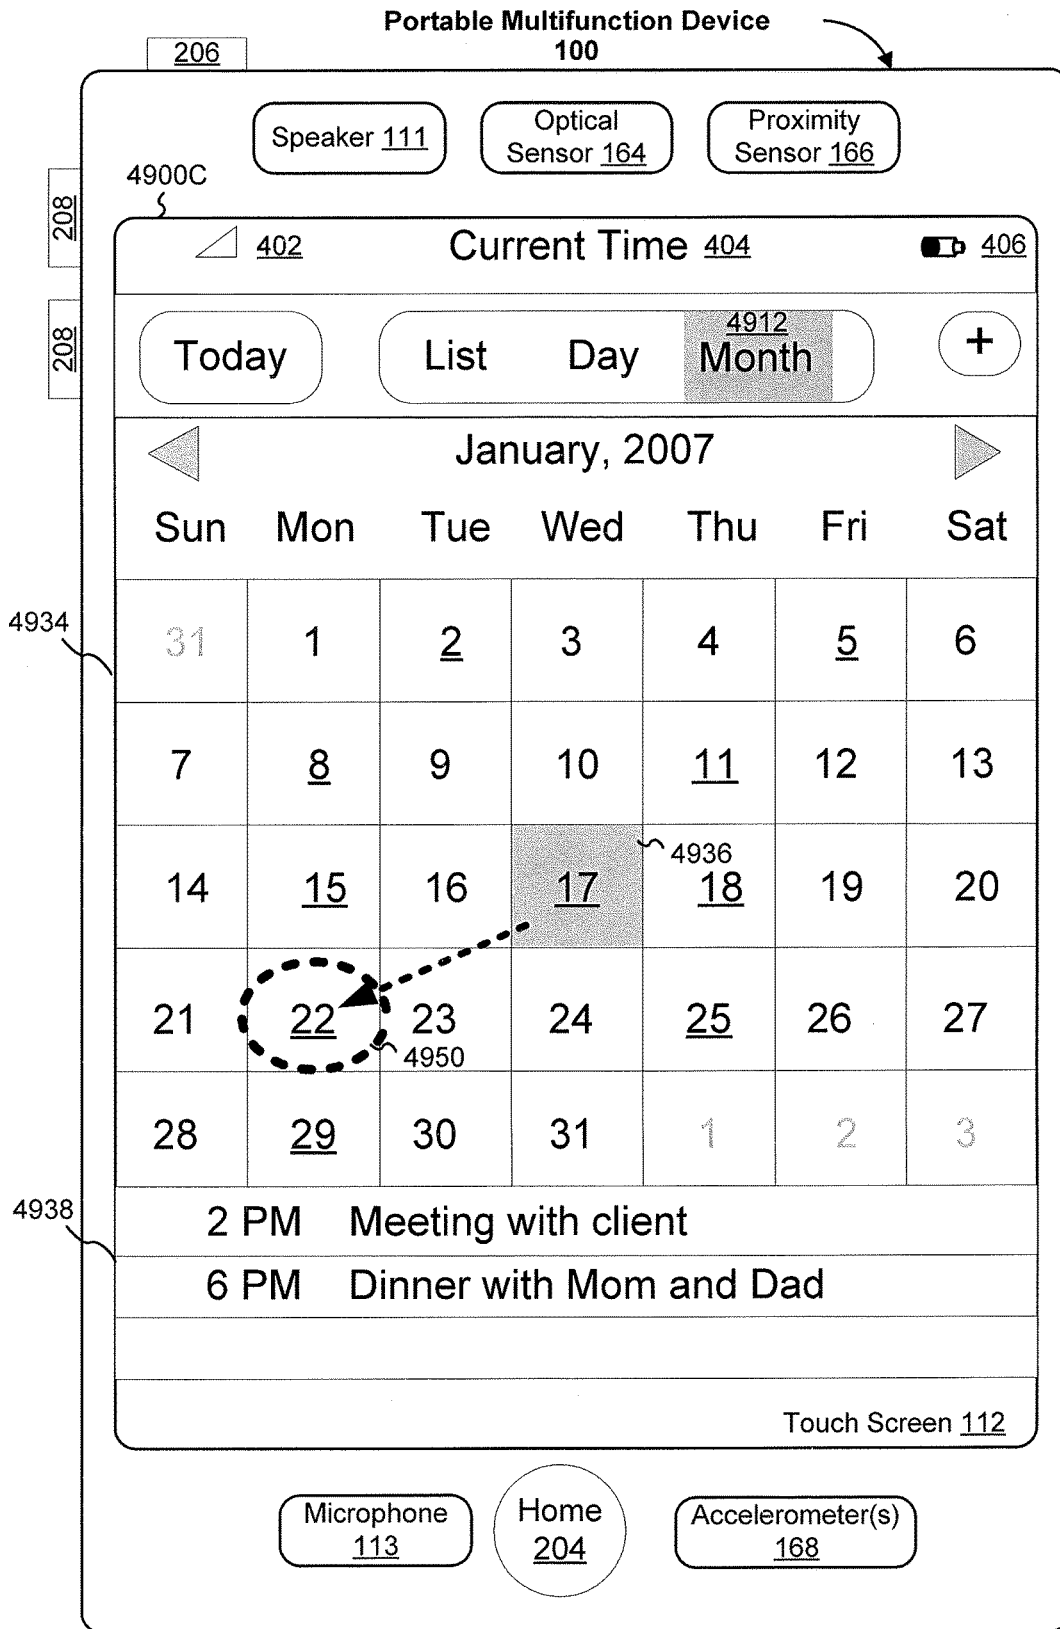 Portable Multifunction Device
100
206
Speaker 111
Optical
Sensor 164
Proximity
Sensor 166
4900C
208
402
Current Time 404
406
208
Today
List
Day
4912
Month
+
January, 2007
Sun Mon Tue Wed Thu Fri Sat
4934
31 1 2 3 4 5 6
7 8 9 10 11 12 13
4936
14 15 16 17 18 19 20
21 22 23 24 25 26 27
4950
28 29 30 31 1 2 3
4938
2 PM Meeting with client
6 PM Dinner with Mom and Dad
Touch Screen 112
Microphone
113
Home
204
Accelerometer(s)
168